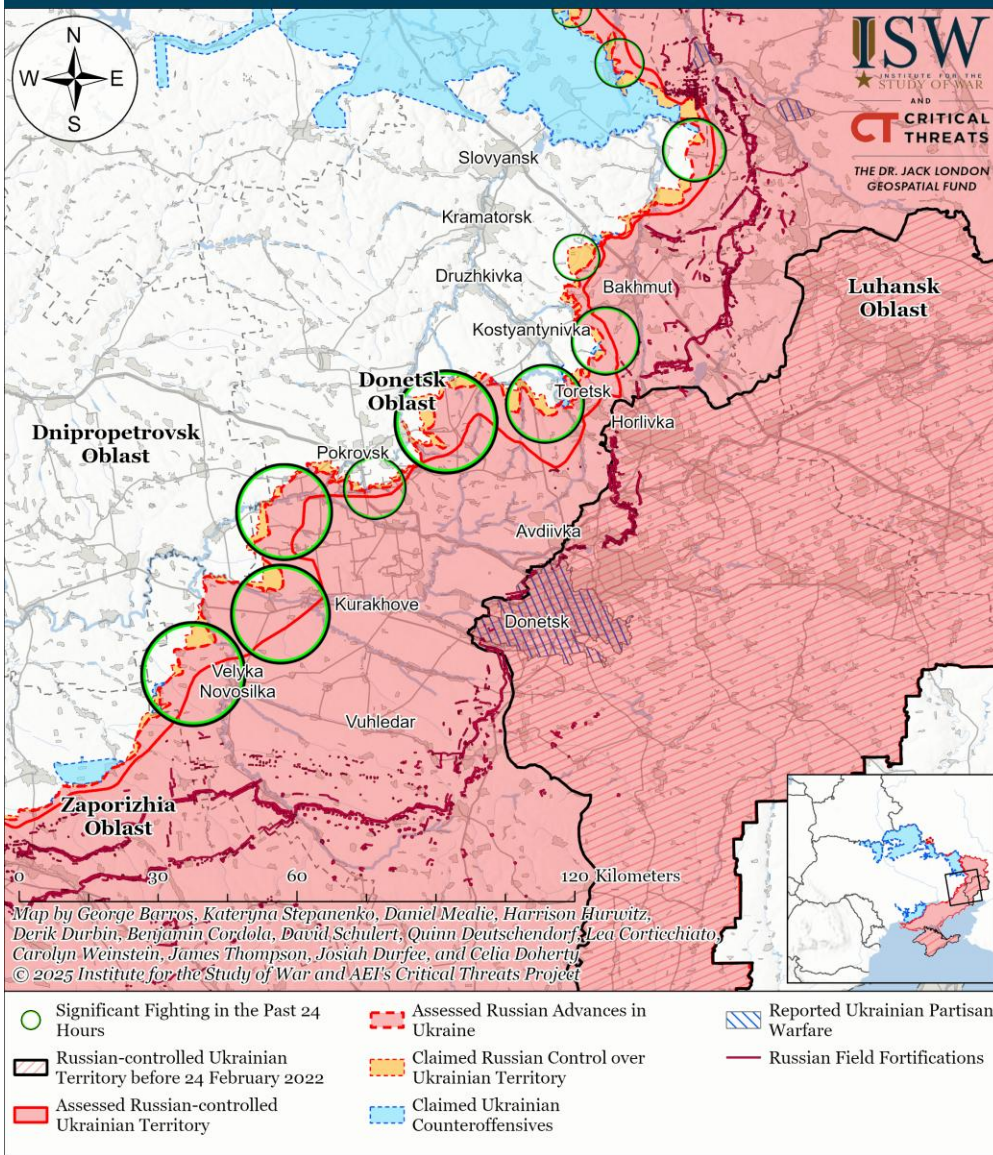 N
W
E
S
ISW
INSTITUTE FOR THE
STUDY OF WAR
AND
CT CRITICAL
THREATS
THE DR. JACK LONDON
GEOSPATIAL FUND
Slovyansk
Kramatorsk
Druzhkivka
Bakhmut
Luhansk
Oblast
Kostyantynivka
Donetsk
Oblast
Toretsk
Horlivka
Dnipropetrovsk
Oblast
Pokrovsk
Avdiivka
Kurakhove
Donetsk
Velyka
Novosilka
Vuhledar
Zaporizhia
Oblast
0 30 60 120 Kilometers
Map by George Barros, Kateryna Stepanenko, Daniel Mealie, Harrison Hurwitz,
Derik Durbin, Benjamin Cordola, David Schulert, Quinn Deutschendorf, Lea Corticchiato,
Carolyn Weinstein, James Thompson, Josiah Durfee, and Celia Doherty
© 2025 Institute for the Study of War and AEI's Critical Threats Project
Significant Fighting in the Past 24
Hours
Russian-controlled Ukrainian
Territory before 24 February 2022
Assessed Russian-controlled
Ukrainian Territory
Assessed Russian Advances in
Ukraine
Claimed Russian Control over
Ukrainian Territory
Claimed Ukrainian
Counteroffensives
Reported Ukrainian Partisan
Warfare
Russian Field Fortifications